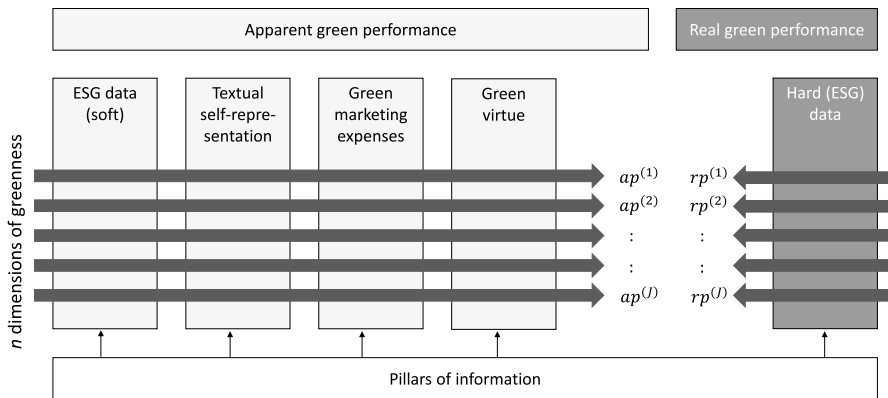 Apparent green performance
Real green performance
ESG data
(soft)
Textual
self-repre-
sentation
Green
marketing
expenses
Green
virtue
Hard (ESG)
data
n dimensions of greenness
ap^(1) rp^(1)
ap^(2) rp^(2)
: :
: :
ap^(J) rp^(J)
Pillars of information